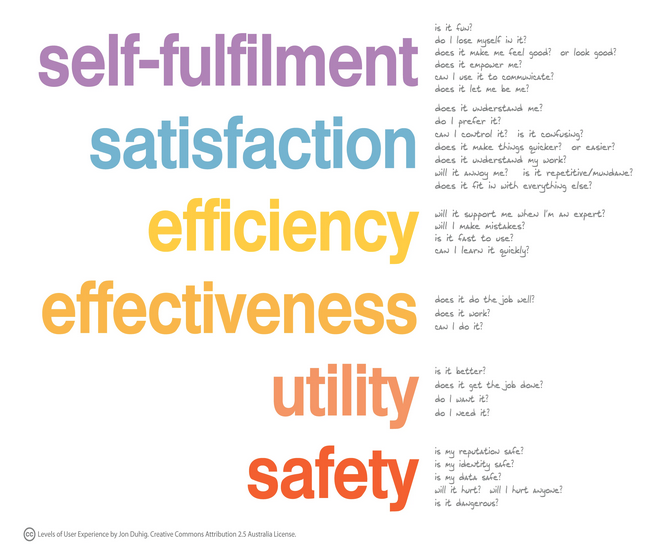 self-fulfilment
is it fun?
do I lose myself in it?
does it make me feel good? or look good?
does it empower me?
can I use it to communicate?
does it let me be me?
satisfaction
does it understand me?
do I prefer it?
can I control it? is it confusing?
does it make things quicker? or easier?
does it understand my work?
will it annoy me? is it repetitive/mundane?
does it fit in with everything else?
efficiency
will it support me when I'm an expert?
will I make mistakes?
is it fast to use?
can I learn it quickly?
effectiveness
does it do the job well?
does it work?
can I do it?
utility
is it better?
does it get the job done?
do I want it?
do I need it?
safety
is my reputation safe?
is my identity safe?
is my data safe?
will it hurt? will I hurt anyone?
is it dangerous?
cc Levels of User Experience by Jon Duhig. Creative Commons Attribution 2.5 Australia License.